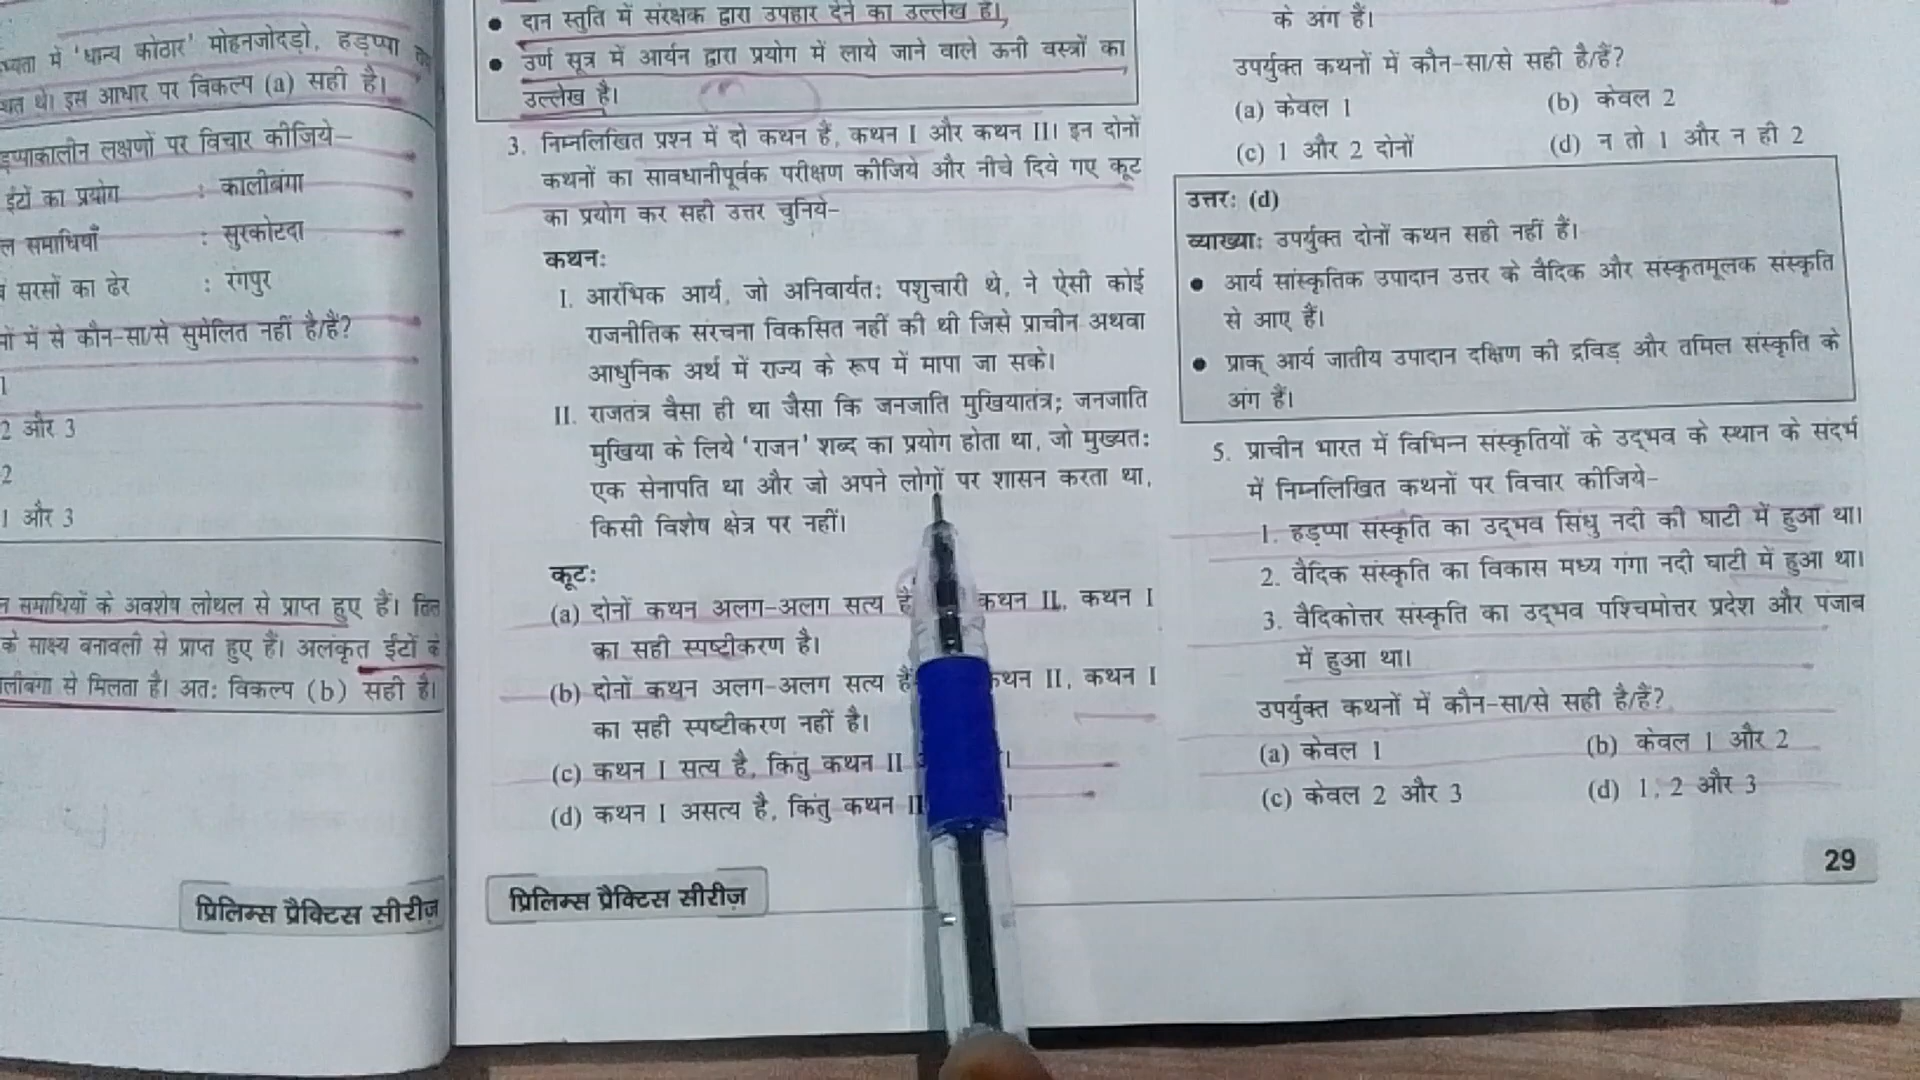 भ्यता में 'धान्य कोठार' मोहनजोदड़ो, हड़प्पा
थत थे। इस आधार पर विकल्प (a) सही है।
ड़प्पाकालीन लक्षणों पर विचार कीजिये–
ईंटों का प्रयोग : कालीबंगा
ल समाधियाँ : सुरकोटदा
सरसों का ढेर : रंगपुर
में से कौन-सा/से सुमेलित नहीं है/हैं?
1
2 और 3
2
1 और 3
समाधियों के अवशेष लोथल से प्राप्त हुए हैं।
के साक्ष्य बनावली से प्राप्त हुए हैं। अलंकृत ईंटों के
लीबंगा से मिलता है। अतः विकल्प (b) सही है।
प्रिलिम्स प्रैक्टिस सीरीज़
• दान स्तुति में संरक्षक द्वारा उपहार देने का उल्लेख है।
• उर्ण सूत्र में आर्यन द्वारा प्रयोग में लाये जाने वाले ऊनी वस्त्रों का
उल्लेख है।
3. निम्नलिखित प्रश्न में दो कथन हैं, कथन I और कथन II। इन दोनों
कथनों का सावधानीपूर्वक परीक्षण कीजिये और नीचे दिये गए कूट
का प्रयोग कर सही उत्तर चुनिये–
कथन:
I. आरंभिक आर्य, जो अनिवार्यतः पशुचारी थे, ने ऐसी कोई
राजनीतिक संरचना विकसित नहीं की थी जिसे प्राचीन अथवा
आधुनिक अर्थ में राज्य के रूप में मापा जा सके।
II. राजतंत्र वैसा ही था जैसा कि जनजाति मुखियातंत्र; जनजाति
मुखिया के लिये 'राजन' शब्द का प्रयोग होता था, जो मुख्यतः
एक सेनापति था और जो अपने लोगों पर शासन करता था,
किसी विशेष क्षेत्र पर नहीं।
कूट:
(a) दोनों कथन अलग-अलग सत्य हैं कथन II, कथन I
का सही स्पष्टीकरण है।
(b) दोनों कथन अलग-अलग सत्य हैं कथन II, कथन I
का सही स्पष्टीकरण नहीं है।
(c) कथन I सत्य है, किंतु कथन II
(d) कथन I असत्य है, किंतु कथन II
प्रिलिम्स प्रैक्टिस सीरीज़
के अंग हैं।
उपर्युक्त कथनों में कौन-सा/से सही है/हैं?
(a) केवल 1 (b) केवल 2
(c) 1 और 2 दोनों (d) न तो 1 और न ही 2
उत्तर: (d)
व्याख्या: उपर्युक्त दोनों कथन सही नहीं हैं।
• आर्य सांस्कृतिक उपादान उत्तर के वैदिक और संस्कृतमूलक संस्कृति
से आए हैं।
• प्राक् आर्य जातीय उपादान दक्षिण की द्रविड़ और तमिल संस्कृति के
अंग हैं।
5. प्राचीन भारत में विभिन्न संस्कृतियों के उद्भव के स्थान के संदर्भ
में निम्नलिखित कथनों पर विचार कीजिये–
1. हड़प्पा संस्कृति का उद्भव सिंधु नदी की घाटी में हुआ था।
2. वैदिक संस्कृति का विकास मध्य गंगा नदी घाटी में हुआ था।
3. वैदिकोत्तर संस्कृति का उद्भव पश्चिमोत्तर प्रदेश और पंजाब
में हुआ था।
उपर्युक्त कथनों में कौन-सा/से सही है/हैं?
(a) केवल 1 (b) केवल 1 और 2
(c) केवल 2 और 3 (d) 1, 2 और 3
29